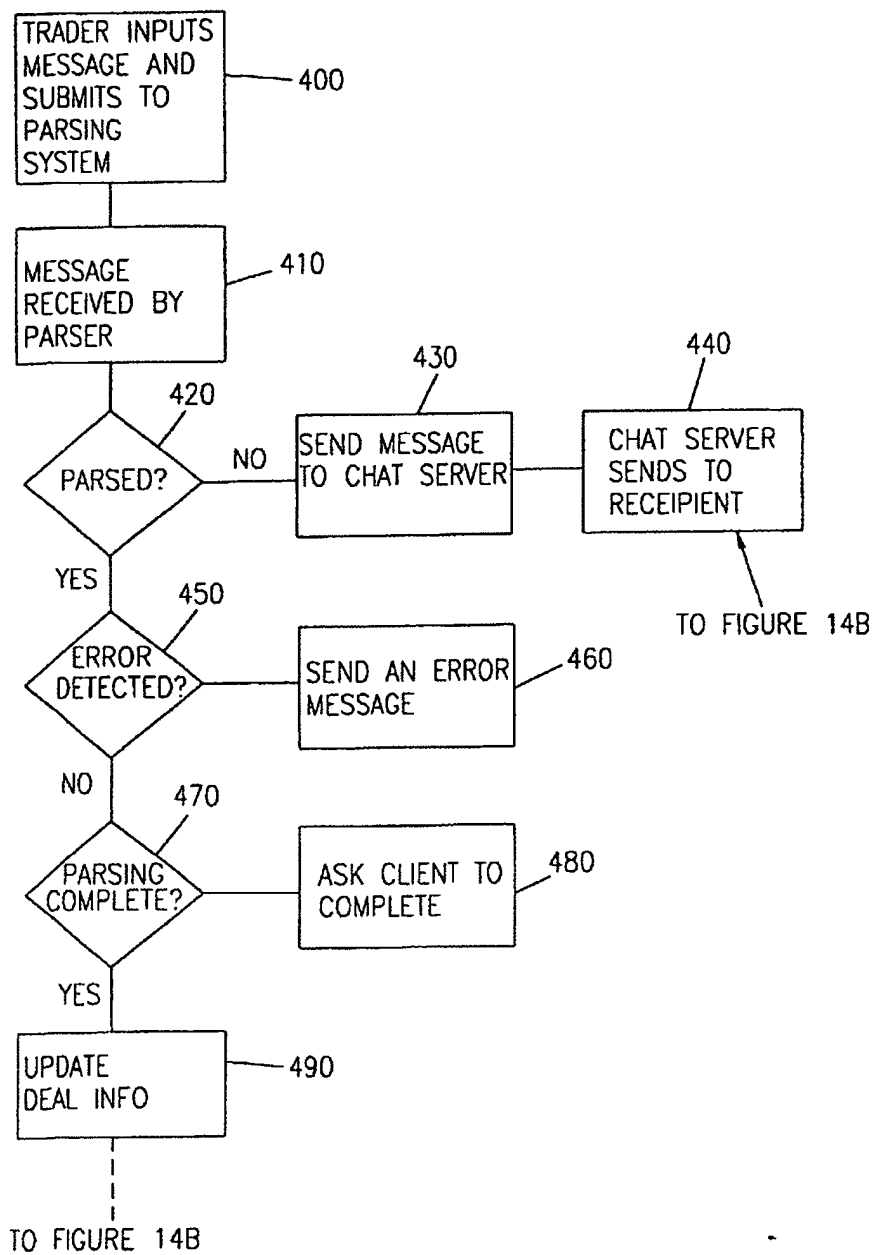 TRADER INPUTS
MESSAGE AND
SUBMITS TO
PARSING
SYSTEM
400
MESSAGE
RECEIVED BY
PARSER
410
420
PARSED?
NO
430
SEND MESSAGE
TO CHAT SERVER
440
CHAT SERVER
SENDS TO
RECEIPIENT
TO FIGURE 14B
YES
450
ERROR
DETECTED?
SEND AN ERROR
MESSAGE
460
NO
470
PARSING
COMPLETE?
ASK CLIENT TO
COMPLETE
480
YES
UPDATE
DEAL INFO
490
TO FIGURE 14B